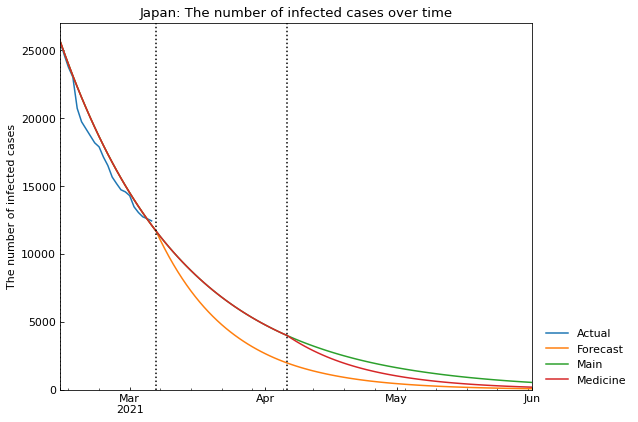 Japan: The number of infected cases over time
The number of infected cases
25000
20000
15000
10000
5000
0
Mar
2021
Apr
May
Jun
Actual
Forecast
Main
Medicine